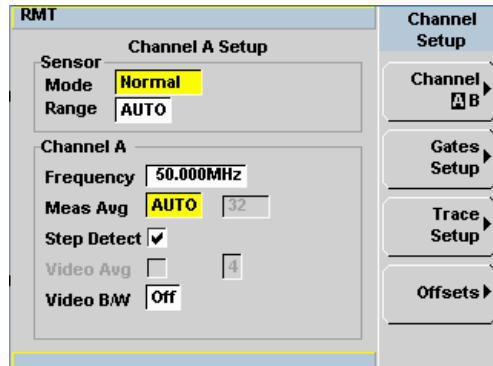 RMT
Channel A Setup
Sensor
Mode Normal
Range AUTO
Channel A
Frequency 50.000MHz
Meas Avg AUTO 32
Step Detect
Video Avg 4
Video B/W Off
Channel
Setup
Channel
A B
Gates
Setup
Trace
Setup
Offsets